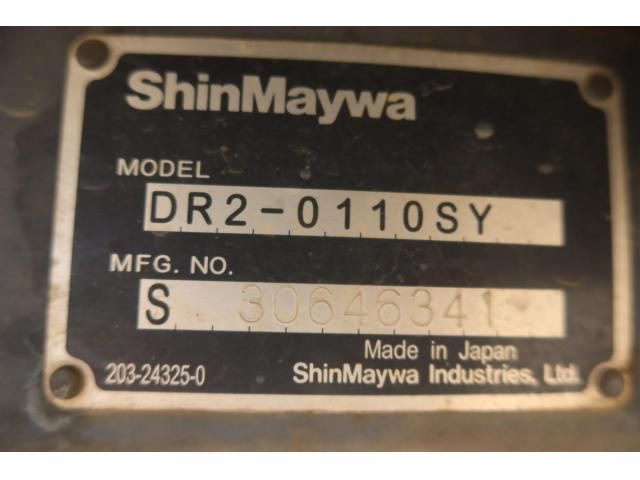 ShinMaywa
MODEL
DR2-0110SY
MFG. NO.
S 30646341
Made in Japan
203-24325-0 ShinMaywa Industries, Ltd.